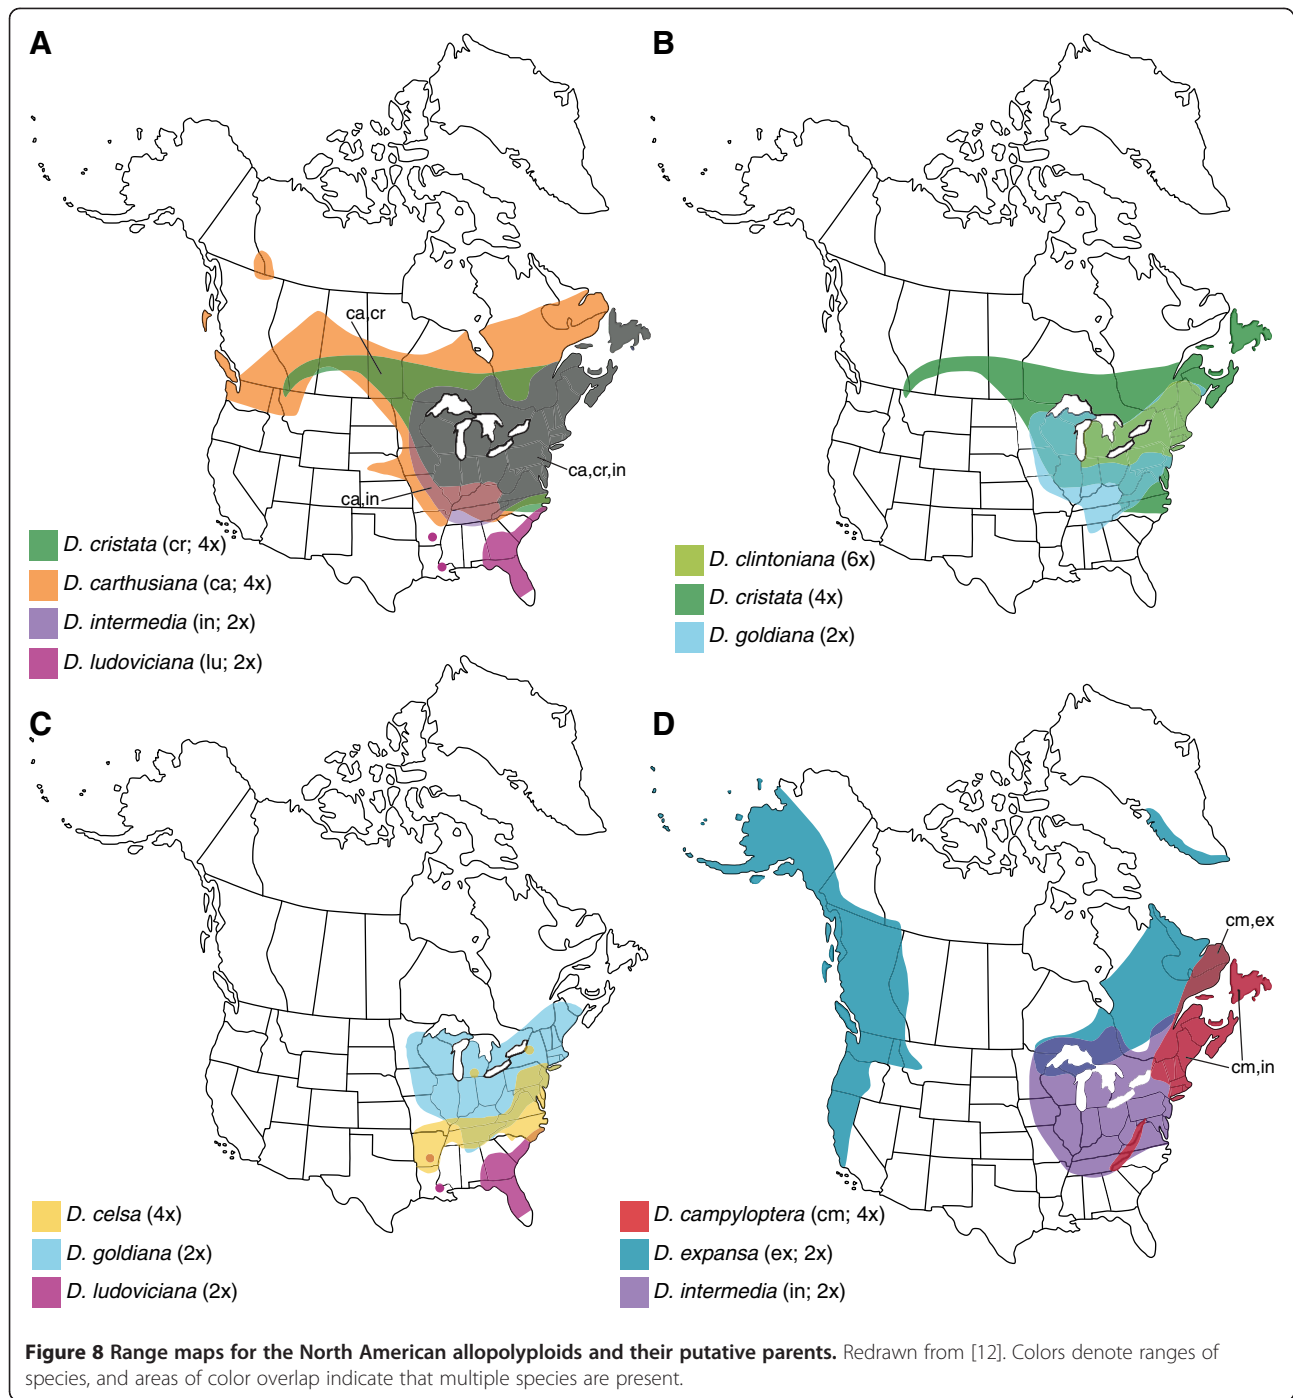 A
ca,cr
ca,in
ca,cr,in
D. cristata (cr; 4x)
D. carthusiana (ca; 4x)
D. intermedia (in; 2x)
D. ludoviciana (lu; 2x)
B
D. clintoniana (6x)
D. cristata (4x)
D. goldiana (2x)
C
D. celsa (4x)
D. goldiana (2x)
D. ludoviciana (2x)
D
cm,ex
cm,in
D. campyloptera (cm; 4x)
D. expansa (ex; 2x)
D. intermedia (in; 2x)
Figure 8 Range maps for the North American allopolyploids and their putative parents. Redrawn from [12]. Colors denote ranges of
species, and areas of color overlap indicate that multiple species are present.